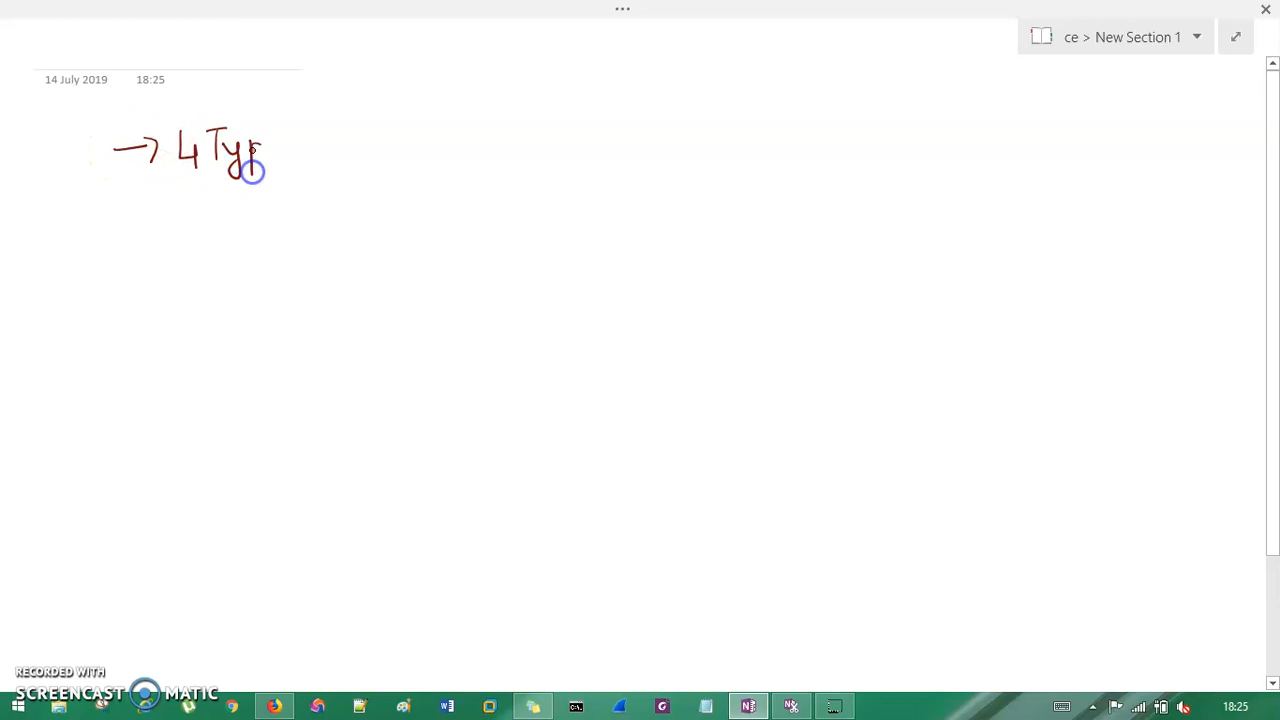 ce > New Section 1
14 July 2019 18:25
→ 4 Typ
RECORDED WITH
SCREENCAST MATIC
18:25